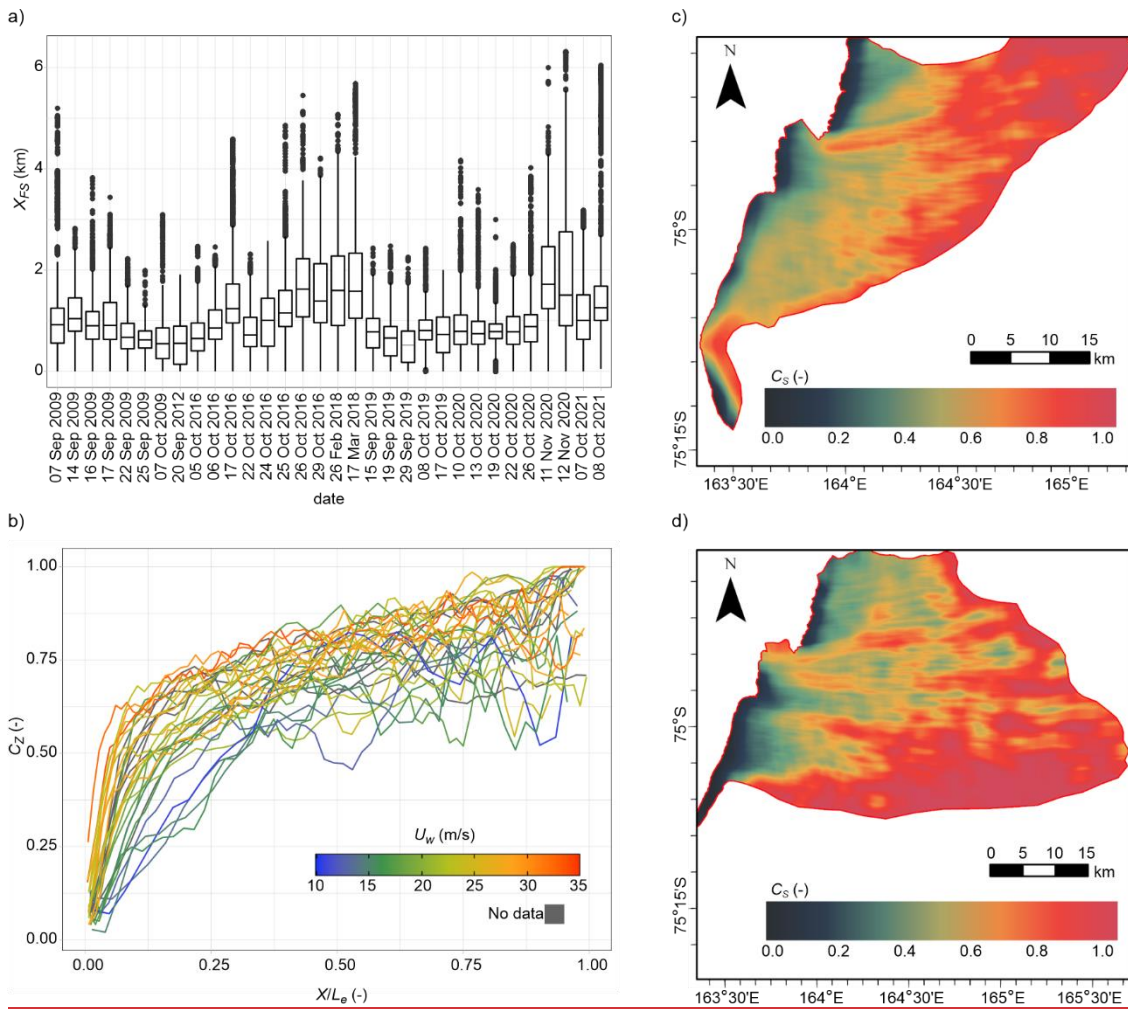 a)
X_FS (km)
6
4
2
0
07 Sep 2009
14 Sep 2009
16 Sep 2009
17 Sep 2009
22 Sep 2009
25 Sep 2009
07 Oct 2009
20 Sep 2012
05 Oct 2016
06 Oct 2016
17 Oct 2016
22 Oct 2016
24 Oct 2016
25 Oct 2016
26 Oct 2016
29 Oct 2016
26 Feb 2018
17 Mar 2018
15 Sep 2019
19 Sep 2019
29 Sep 2019
08 Oct 2019
17 Oct 2019
10 Oct 2020
13 Oct 2020
19 Oct 2020
22 Oct 2020
26 Oct 2020
11 Nov 2020
12 Nov 2020
07 Oct 2021
08 Oct 2021
date
b)
C_Z (-)
1.00
0.75
0.50
0.25
0.00
U_w (m/s)
10 15 20 25 30 35
No data
0.00 0.25 0.50 0.75 1.00
X/L_e (-)
c)
N
75°S
75°15'S
0 5 10 15
km
C_S (-)
0.0 0.2 0.4 0.6 0.8 1.0
163°30'E 164°E 164°30'E 165°E
d)
N
75°S
75°15'S
0 5 10 15
km
C_S (-)
0.0 0.2 0.4 0.6 0.8 1.0
163°30'E 164°E 164°30'E 165°E 165°30'E